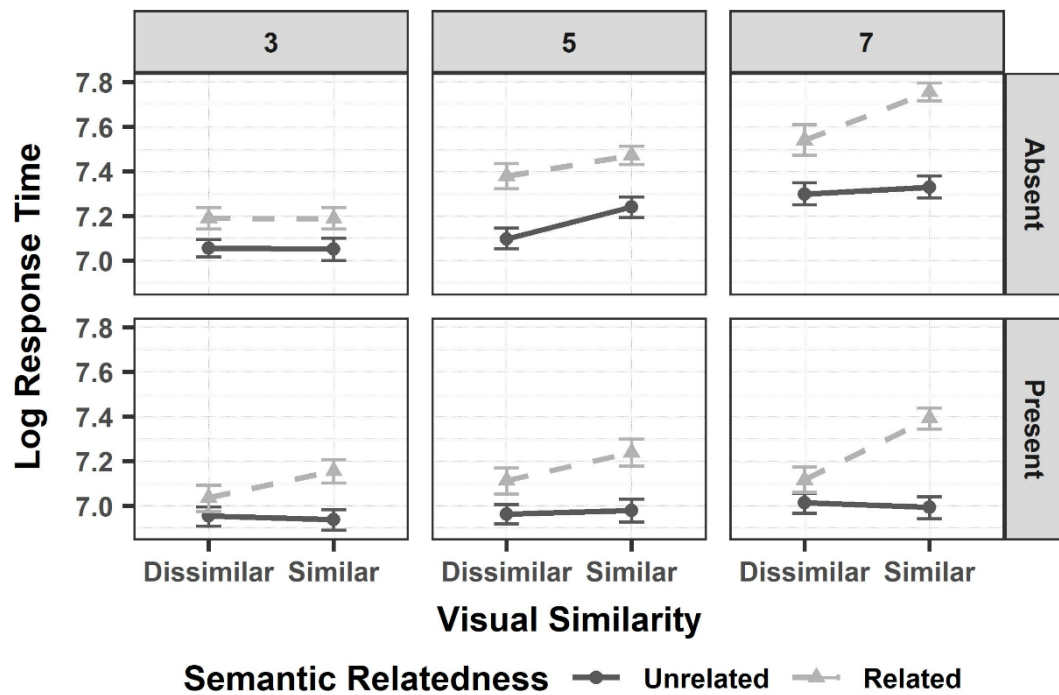 3 5 7
7.8
7.6
7.4
7.2
7.0
Absent
7.8
7.6
7.4
7.2
7.0
Present
Log Response Time
Dissimilar Similar Dissimilar Similar Dissimilar Similar
Visual Similarity
Semantic Relatedness Unrelated Related